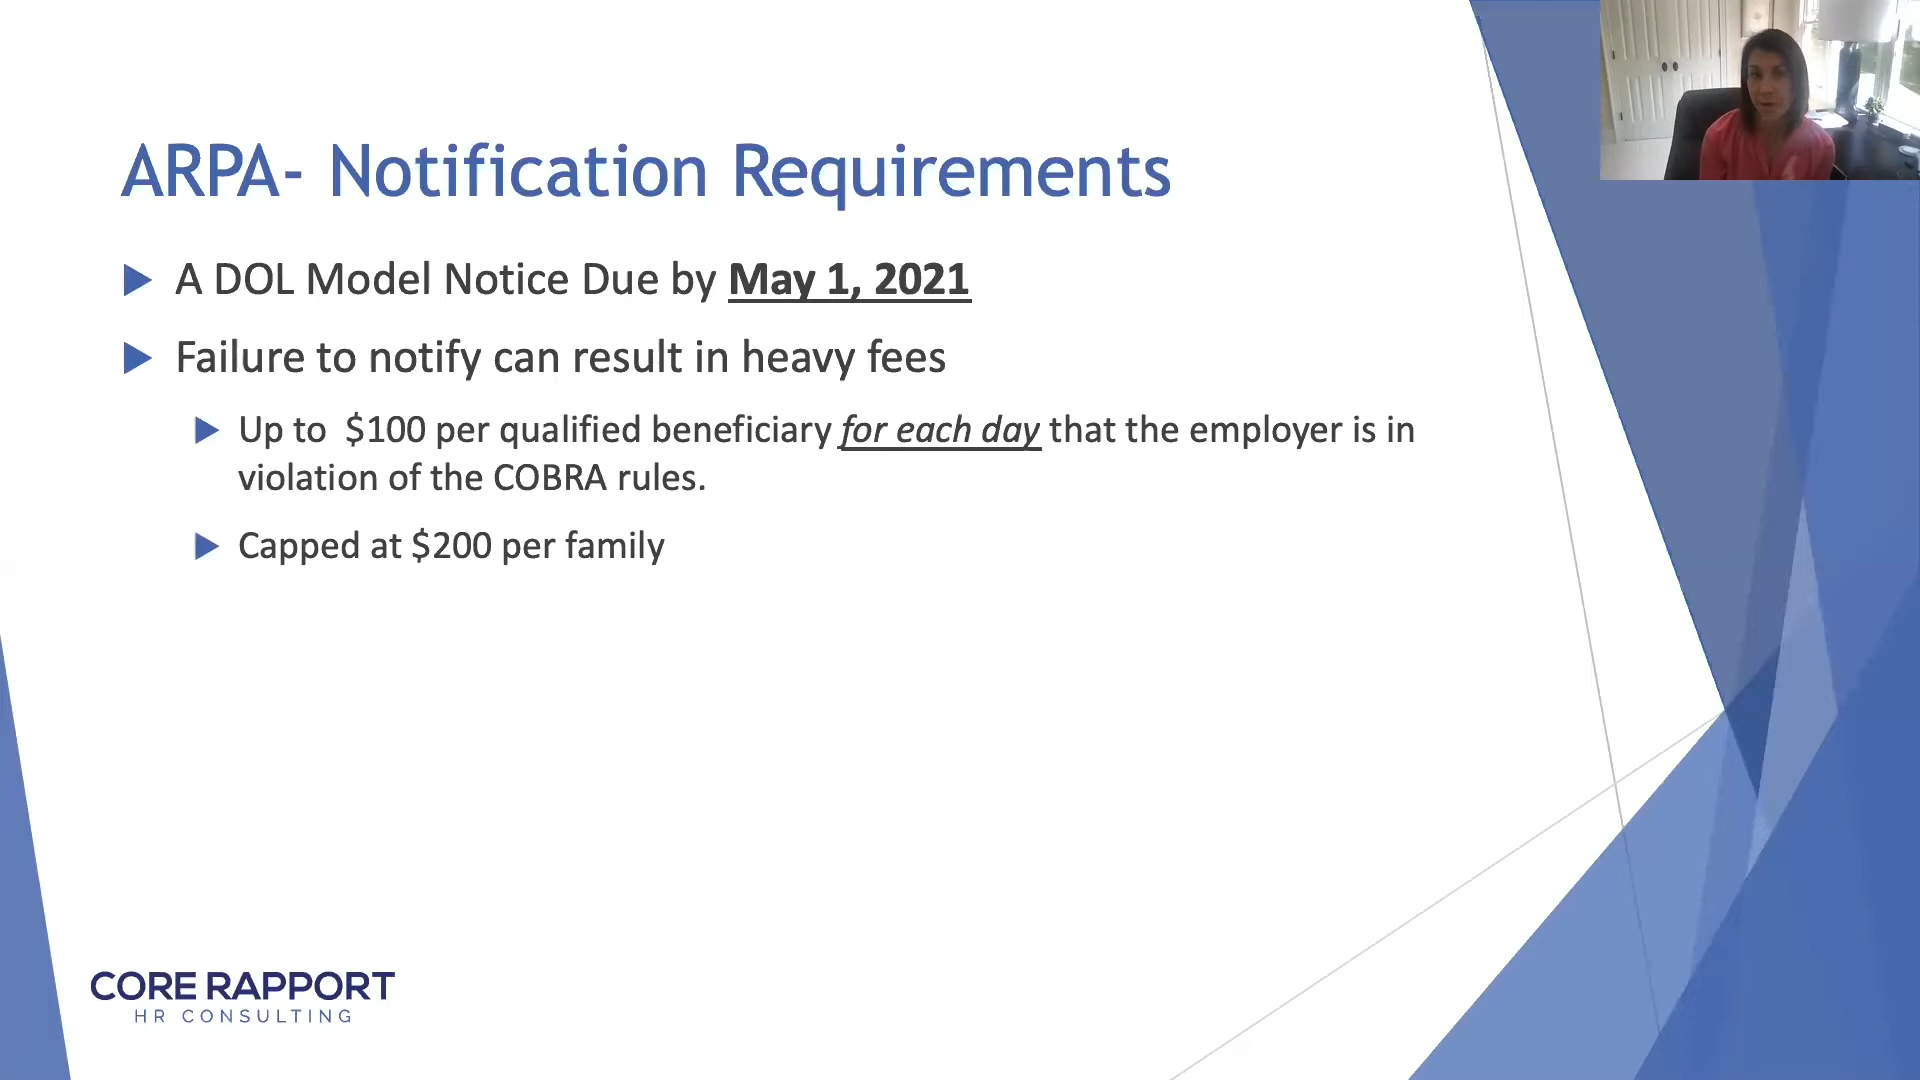 ARPA- Notification Requirements
A DOL Model Notice Due by May 1, 2021
Failure to notify can result in heavy fees
Up to  $100 per qualified beneficiary for each day that the employer is in
violation of the COBRA rules.
Capped at $200 per family
CORE RAPPORT
HR CONSULTING